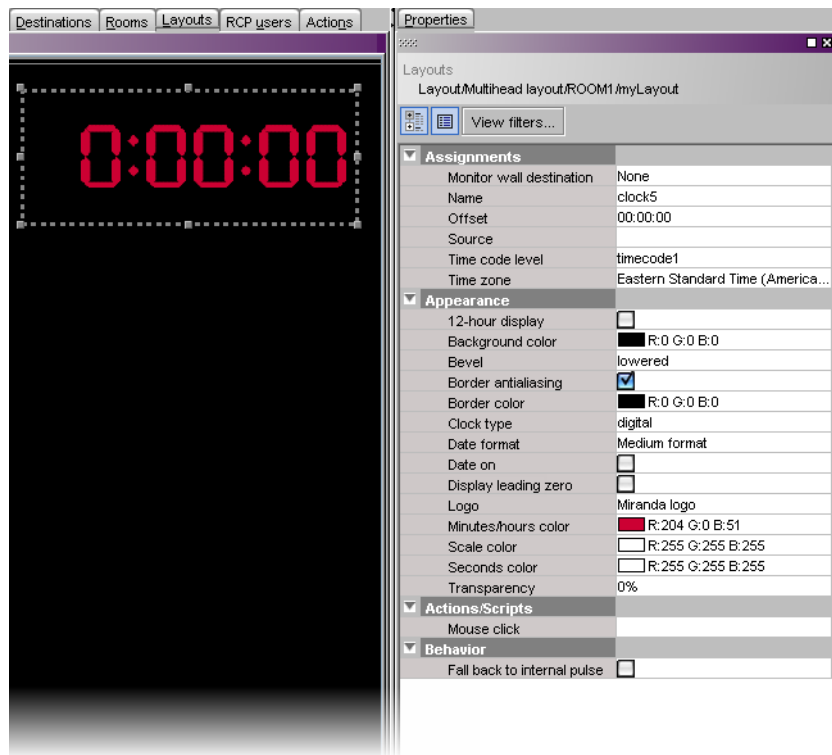 Destinations Rooms Layouts RCP users Actions
0:00:00
Properties
Layouts
Layout/Multihead layout/ROOM1/myLayout
View filters...
Assignments
Monitor wall destination None
Name clock5
Offset 00:00:00
Source
Time code level timecode1
Time zone Eastern Standard Time (America...
Appearance
12-hour display
Background color R:0 G:0 B:0
Bevel lowered
Border antialiasing
Border color R:0 G:0 B:0
Clock type digital
Date format Medium format
Date on
Display leading zero
Logo Miranda logo
Minutes/hours color R:204 G:0 B:51
Scale color R:255 G:255 B:255
Seconds color R:255 G:255 B:255
Transparency 0%
Actions/Scripts
Mouse click
Behavior
Fall back to internal pulse